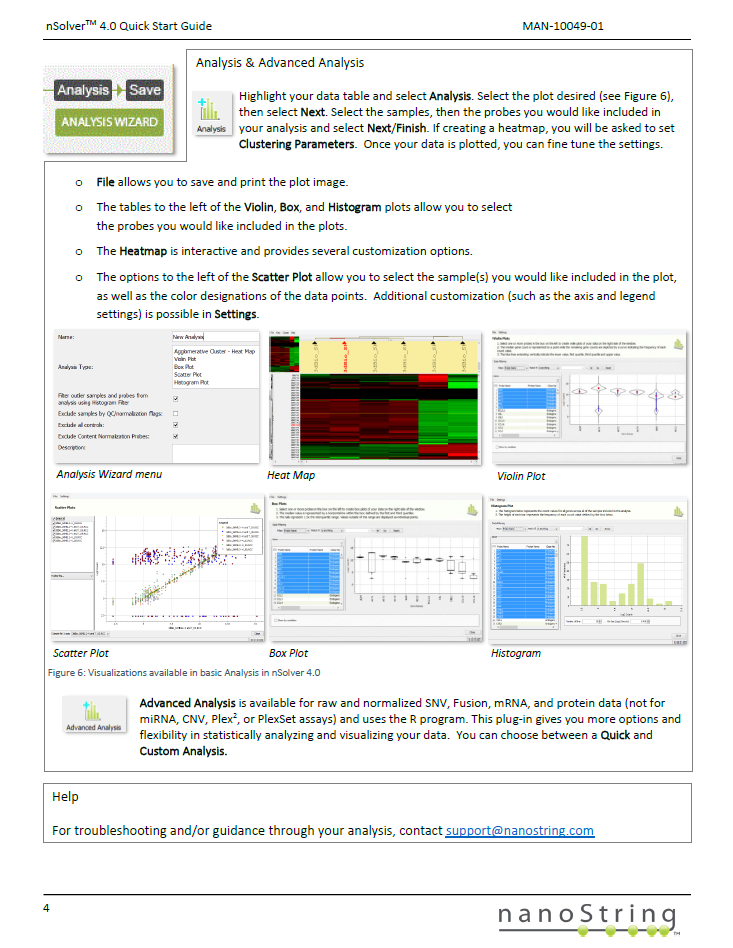 nSolver™ 4.0 Quick Start Guide
MAN-10049-01
Analysis Save
ANALYSIS WIZARD
Analysis & Advanced Analysis
Analysis
Highlight your data table and select Analysis. Select the plot desired (see Figure 6),
then select Next. Select the samples, then the probes you would like included in
your analysis and select Next/Finish. If creating a heatmap, you will be asked to set
Clustering Parameters. Once your data is plotted, you can fine tune the settings.
o File allows you to save and print the plot image.
o The tables to the left of the Violin, Box, and Histogram plots allow you to select
the probes you would like included in the plots.
o The Heatmap is interactive and provides several customization options.
o The options to the left of the Scatter Plot allow you to select the sample(s) you would like included in the plot,
as well as the color designations of the data points. Additional customization (such as the axis and legend
settings) is possible in Settings.
Name: New Analysis
Analysis Type:
Agglomerative Cluster - Heat Map
Violin Plot
Box Plot
Scatter Plot
Histogram Plot
Filter outlier samples and probes from
analysis using Histogram Filter
Exclude samples by QC/normalization flags:
Exclude all controls:
Exclude Content Normalization Probes:
Description:
Violin Plots
Analysis Wizard menu
Heat Map
Violin Plot
Scatter Plots
Box Plots
Histogram Plot
Scatter Plot
Box Plot
Histogram
Figure 6: Visualizations available in basic Analysis in nSolver 4.0
Advanced Analysis
Advanced Analysis is available for raw and normalized SNV, Fusion, mRNA, and protein data (not for
miRNA, CNV, Plex², or PlexSet assays) and uses the R program. This plug-in gives you more options and
flexibility in statistically analyzing and visualizing your data. You can choose between a Quick and
Custom Analysis.
Help
For troubleshooting and/or guidance through your analysis, contact support@nanostring.com
4
nanoString™